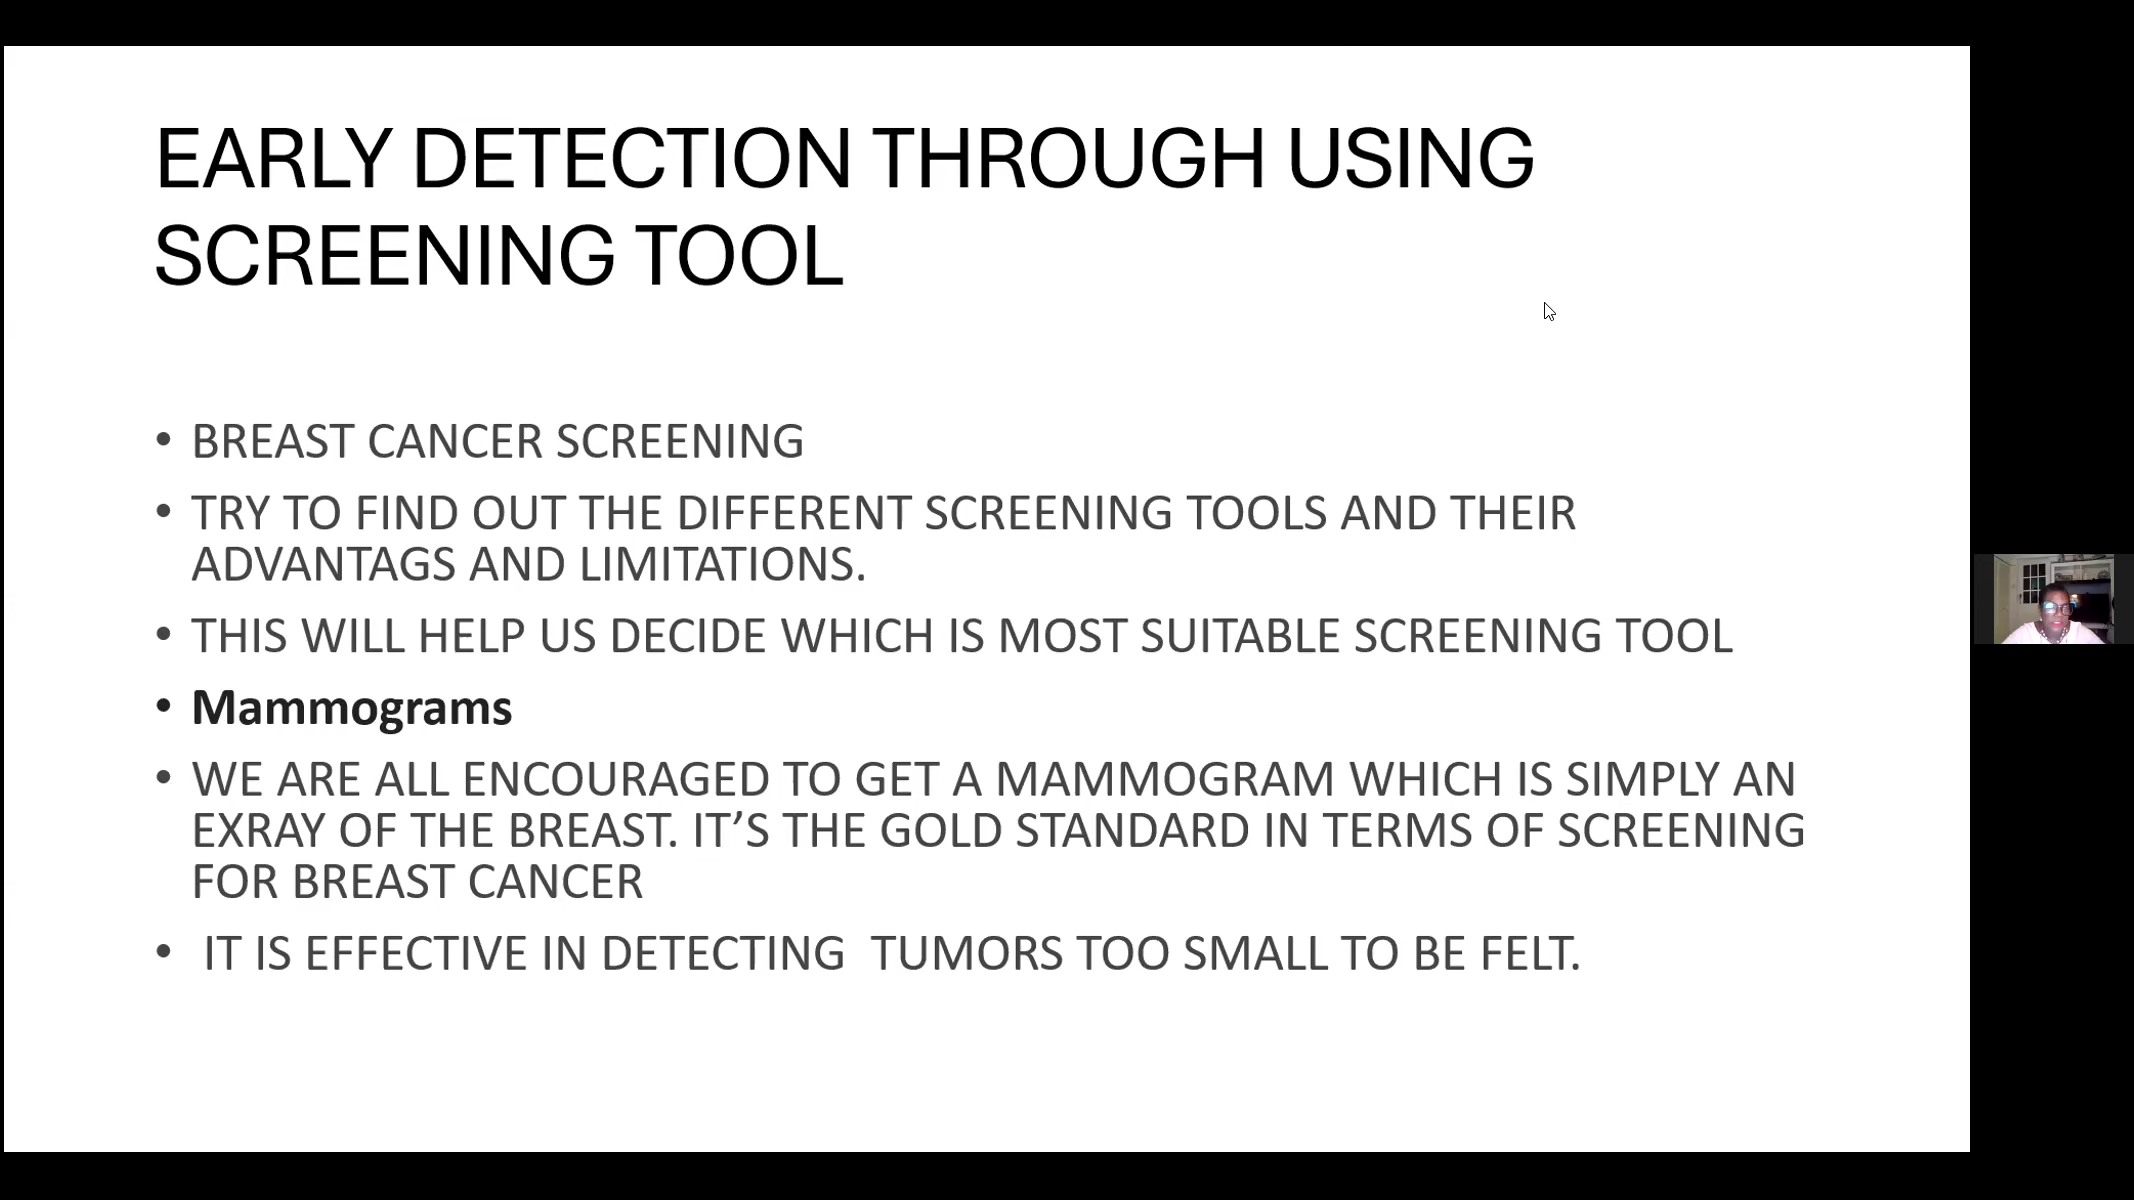 EARLY DETECTION THROUGH USING
SCREENING TOOL
• BREAST CANCER SCREENING
• TRY TO FIND OUT THE DIFFERENT SCREENING TOOLS AND THEIR
ADVANTAGS AND LIMITATIONS.
• THIS WILL HELP US DECIDE WHICH IS MOST SUITABLE SCREENING TOOL
• Mammograms
• WE ARE ALL ENCOURAGED TO GET A MAMMOGRAM WHICH IS SIMPLY AN
EXRAY OF THE BREAST. IT’S THE GOLD STANDARD IN TERMS OF SCREENING
FOR BREAST CANCER
• IT IS EFFECTIVE IN DETECTING  TUMORS TOO SMALL TO BE FELT.